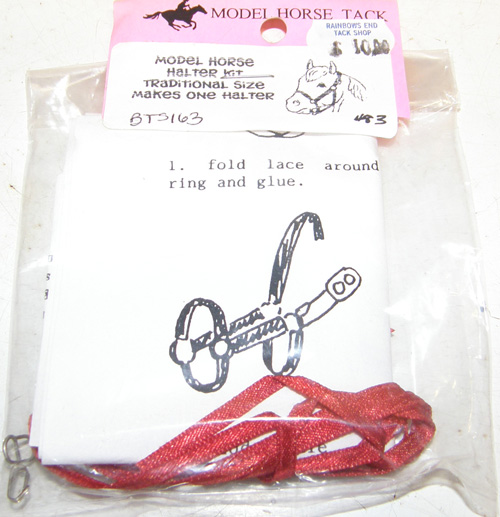 MODEL HORSE TACK
RAINBOWS END
TACK SHOP
$ 10.00
MODEL HORSE
HALTER KIT
TRADITIONAL SIZE
MAKES ONE HALTER
BTS163
1. fold lace around
ring and glue.